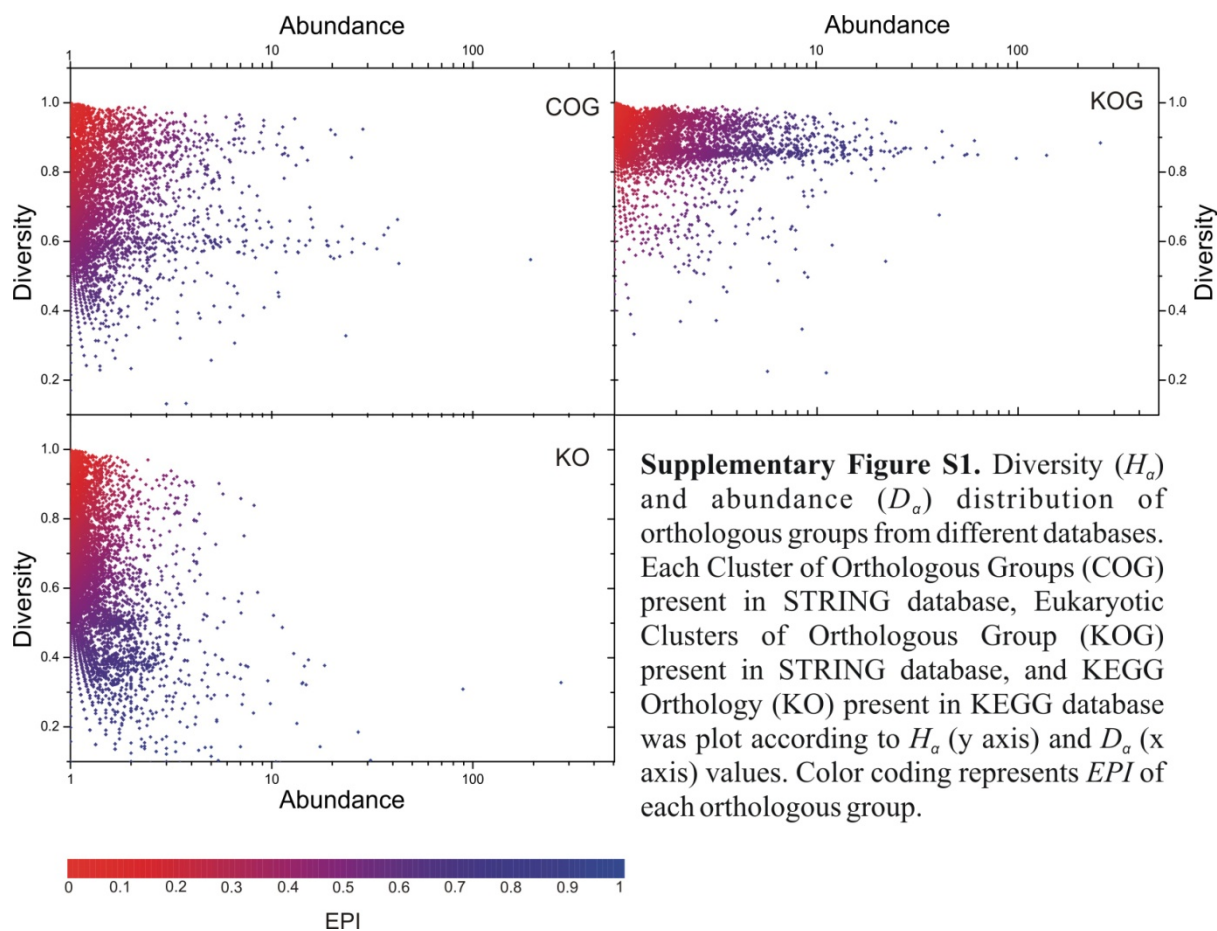 Abundance
Abundance
1 10 100
1 10 100
COG
KOG
1.0
0.8
0.6
0.4
0.2
Diversity
1.0
0.8
0.6
0.4
0.2
Diversity
KO
1.0
0.8
0.6
0.4
0.2
Diversity
1 10 100
Abundance
Supplementary Figure S1. Diversity (Hα)
and abundance (Dα) distribution of
orthologous groups from different databases.
Each Cluster of Orthologous Groups (COG)
present in STRING database, Eukaryotic
Clusters of Orthologous Group (KOG)
present in STRING database, and KEGG
Orthology (KO) present in KEGG database
was plot according to Hα (y axis) and Dα (x
axis) values. Color coding represents EPI of
each orthologous group.
0 0.1 0.2 0.3 0.4 0.5 0.6 0.7 0.8 0.9 1
EPI